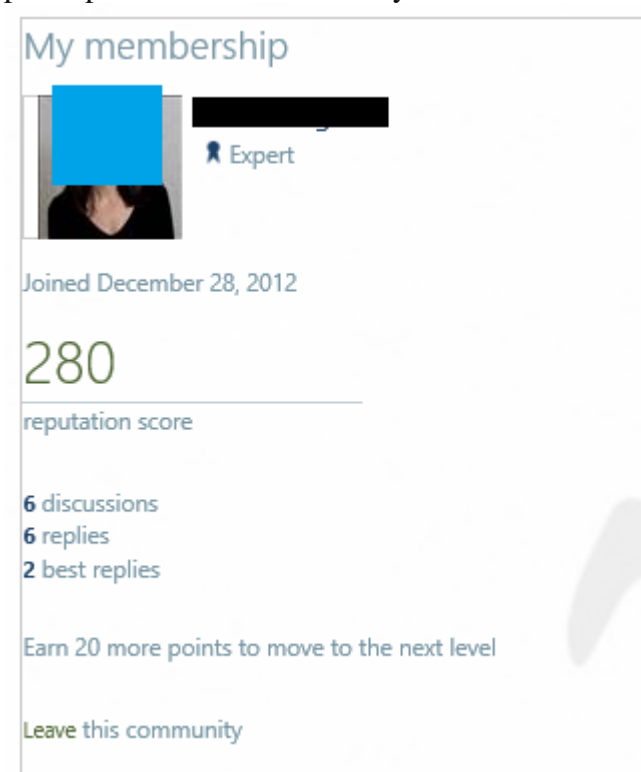 My membership
Expert
Joined December 28, 2012
280
reputation score
6 discussions
6 replies
2 best replies
Earn 20 more points to move to the next level
Leave this community